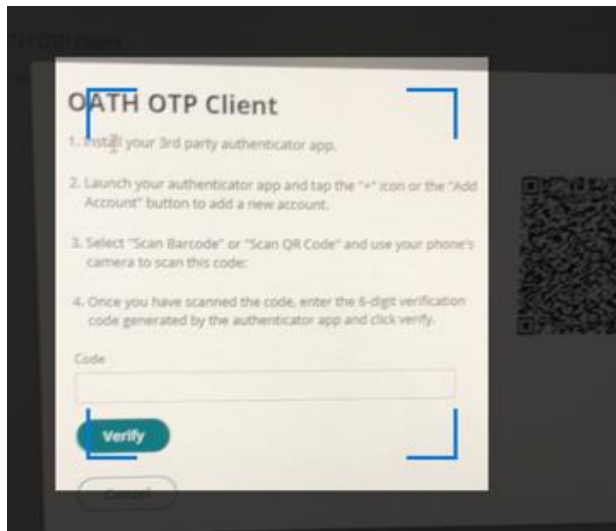 OATH OTP Client
OATH OTP Client
1. Install your 3rd party authenticator app.
2. Launch your authenticator app and tap the "+" icon or the "Add
Account" button to add a new account.
3. Select "Scan Barcode" or "Scan QR Code" and use your phone's
camera to scan this code:
4. Once you have scanned the code, enter the 6-digit verification
code generated by the authenticator app and click verify.
Code
Verify
Cancel